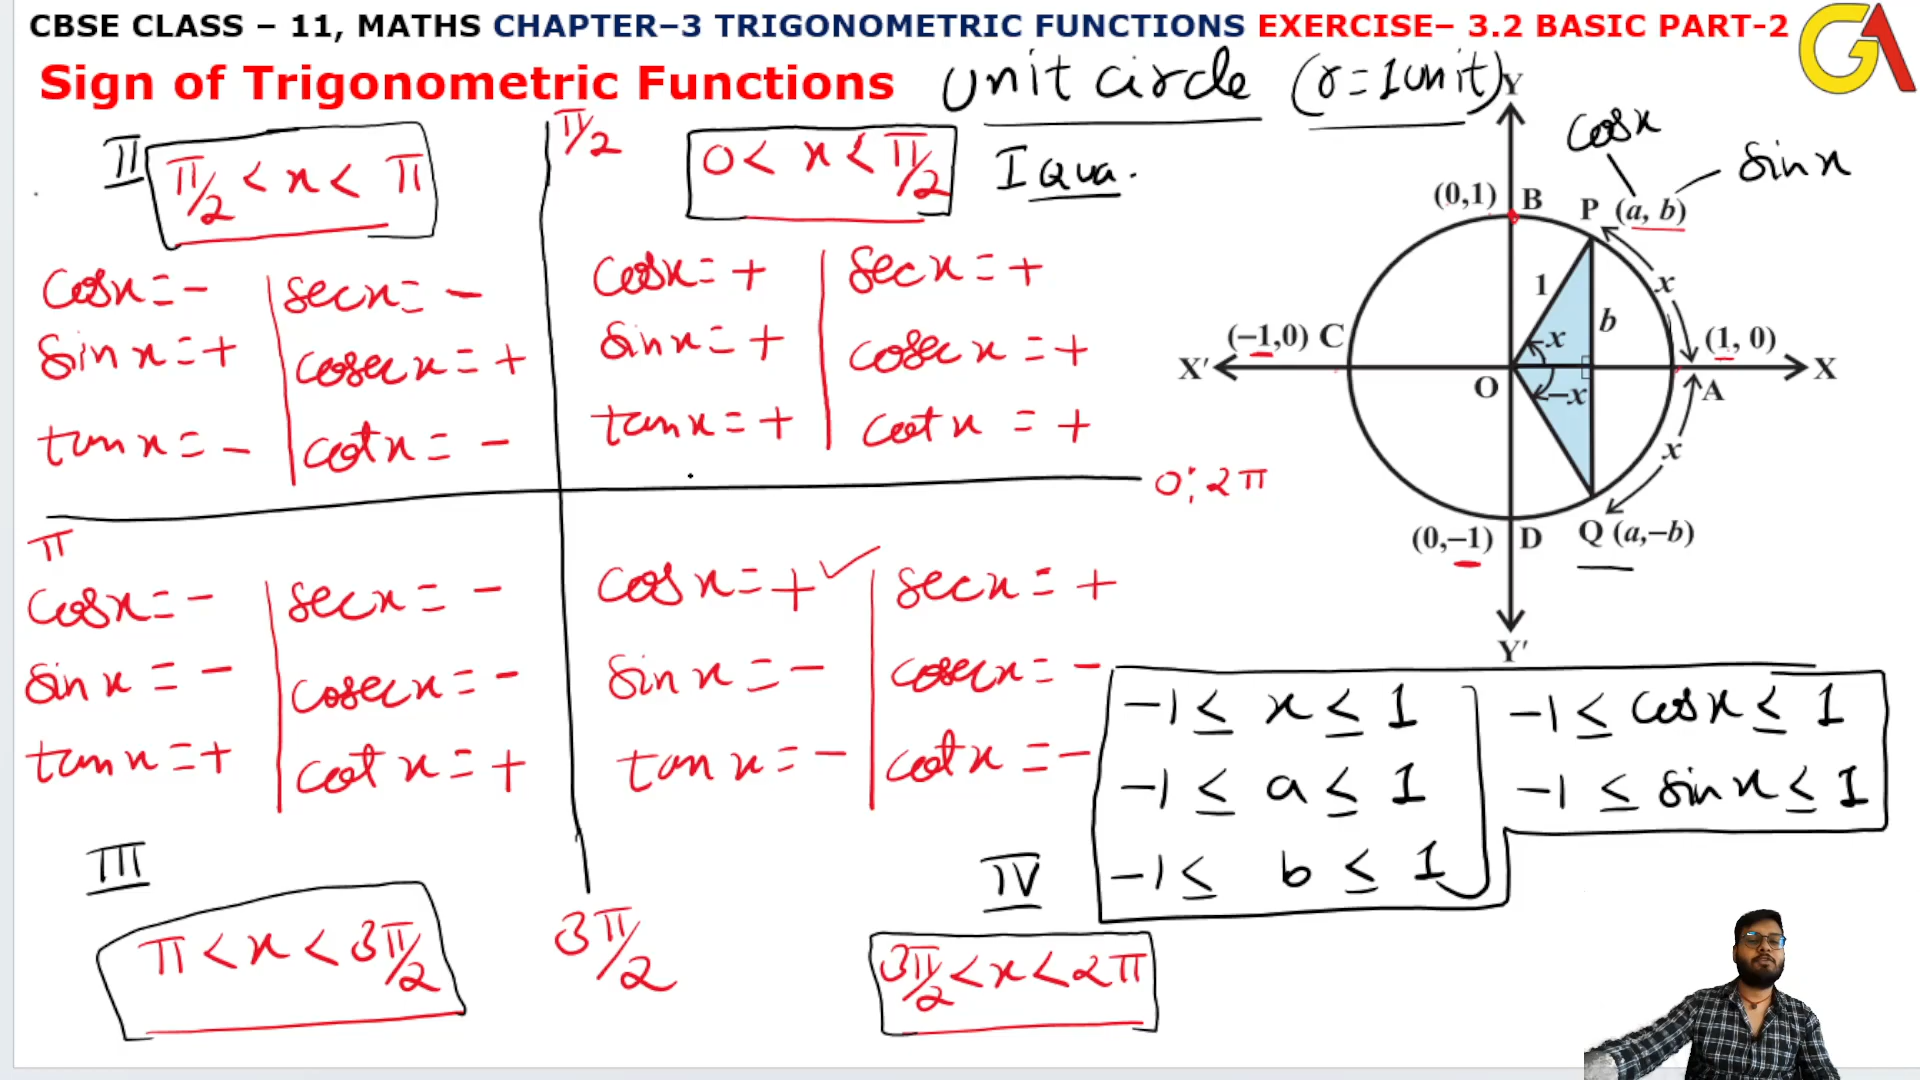 CBSE CLASS – 11, MATHS CHAPTER–3 TRIGONOMETRIC FUNCTIONS EXERCISE– 3.2 BASIC PART-2
GA
Sign of Trigonometric Functions
Unit circle (r=1unit)
II
π/2 < x < π
π/2
0 < x < π/2
I Qua.
cosx = -
sinx = +
tanx = -
secx = -
cosecx = +
cotx = -
cosx = +
sinx = +
tanx = +
secx = +
cosecx = +
cotx = +
0; 2π
π
cosx = -
sinx = -
tanx = +
secx = -
cosecx = -
cotx = +
cosx = + ✓
sinx = -
tanx = -
secx = +
cosecx = -
cotx = -
III
π < x < 3π/2
3π/2
IV
3π/2 < x < 2π
Y
cosx
sinx
(0,1) B
P (a, b)
1
x
b
x
(–1,0) C
(1, 0)
X′
O
–x
A
X
x
(0,–1) D
Q (a,–b)
Y′
-1 ≤ x ≤ 1
-1 ≤ a ≤ 1
-1 ≤ b ≤ 1
-1 ≤ cosx ≤ 1
-1 ≤ sinx ≤ 1